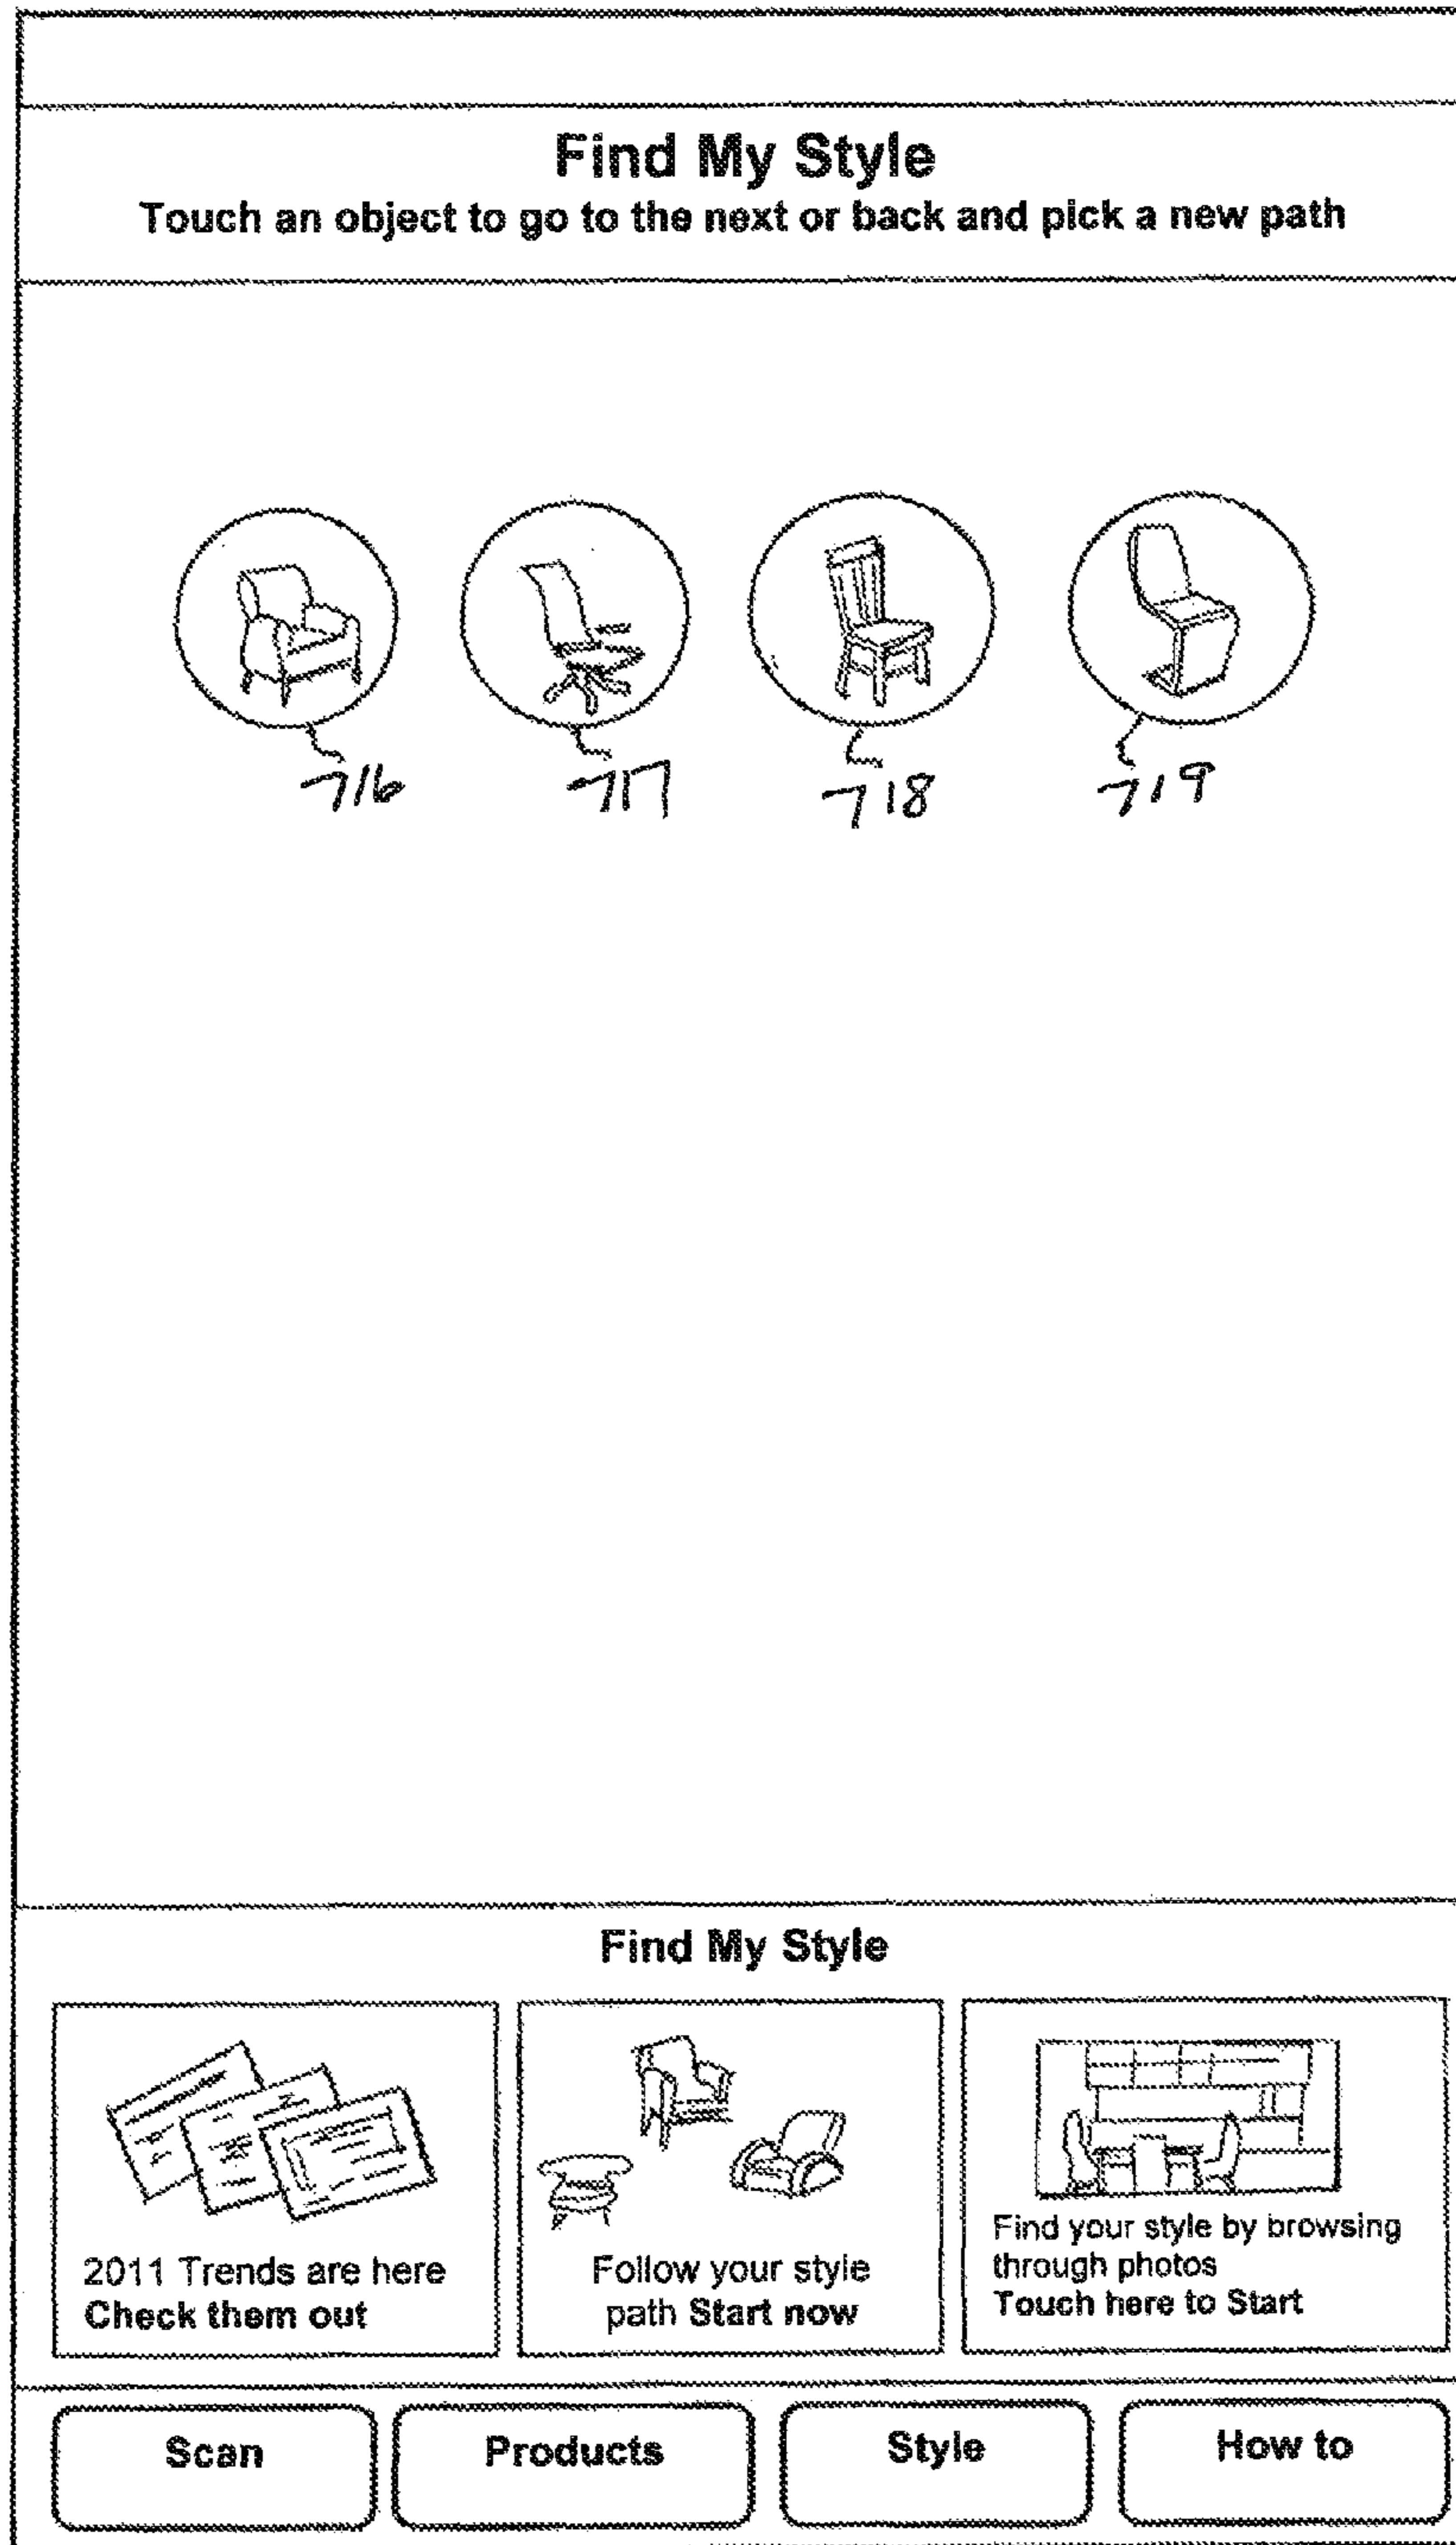 Find My Style
Touch an object to go to the next or back and pick a new path
716 717 718 719
Find My Style
2011 Trends are here
Check them out
Follow your style
path Start now
Find your style by browsing
through photos
Touch here to Start
Scan Products Style How to